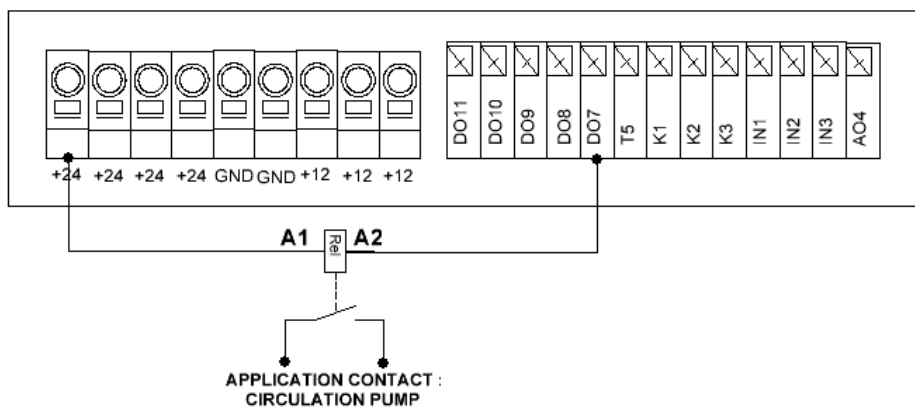 DO11 DO10 DO9 DO8 DO7 T5 K1 K2 K3 IN1 IN2 IN3 AO4
+24 +24 +24 +24 GND GND +12 +12 +12
A1 Rel A2
APPLICATION CONTACT :
CIRCULATION PUMP